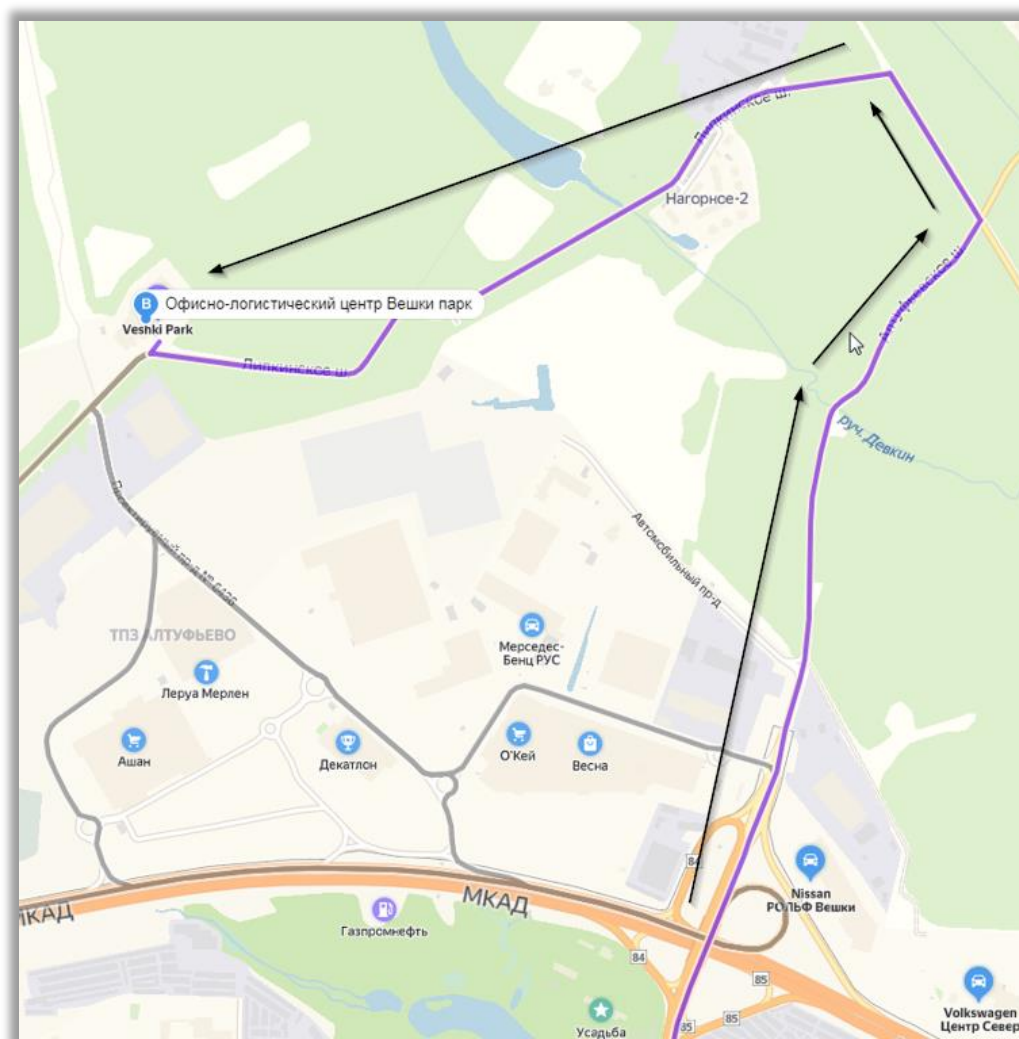 Липкинское ш.
Нагорное-2
В
Офисно-логистический центр Вешки парк
Veshki Park
Алтуфьевское ш.
Липкинское ш.
руч. Девкин
Автомобильный пр-д
ТПЗ АЛТУФЬЕВО
Мерседес-
Бенц РУС
Леруа Мерлен
Ашан
Декатлон
О'Кей
Весна
84
МКАД
МКАД
Nissan
РОЛЬФ Вешки
Газпромнефть
84
85
85
85
Усадьба
Volkswagen
Центр Север